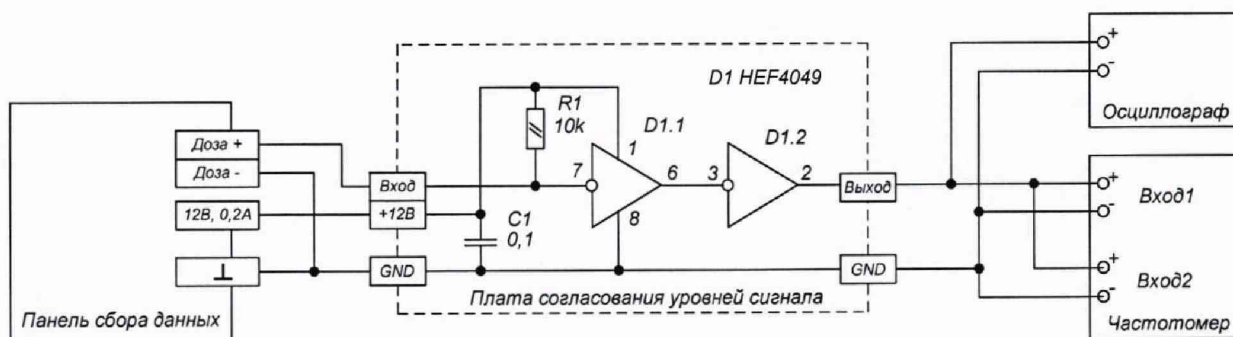 D1 HEF4049
R1
10k
D1.1
D1.2
Доза +
Доза -
12В, 0,2А
⊥
Панель сбора данных
Вход
+12В
GND
C1
0,1
7
1
8
6
3
2
Выход
GND
Плата согласования уровней сигнала
+
-
Осциллограф
+
-
Вход1
+
-
Вход2
Частотомер